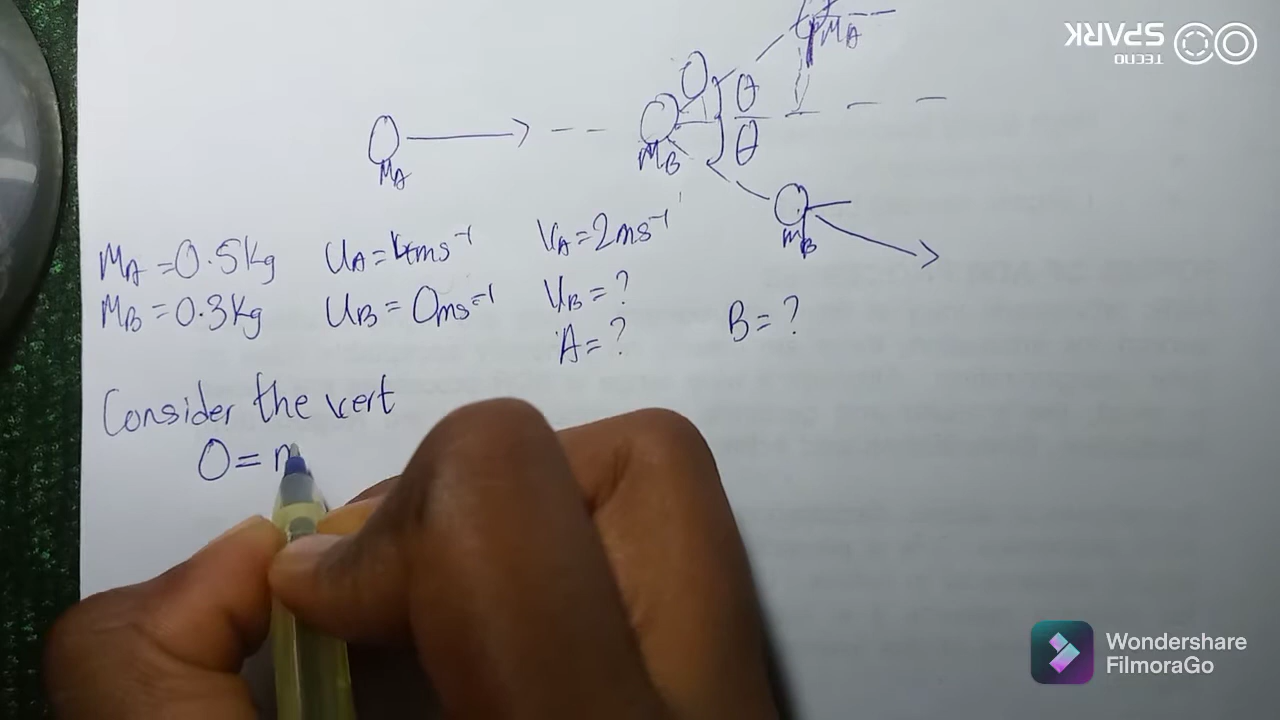 TECNO
SPARK
MA
θ
θ
MA
MB
MB
MA = 0.5kg UA = 4ms⁻¹ VA = 2ms⁻¹
MB = 0.3kg UB = 0ms⁻¹ VB = ?
A = ? B = ?
Consider the vert
0 = m
Wondershare
FilmoraGo